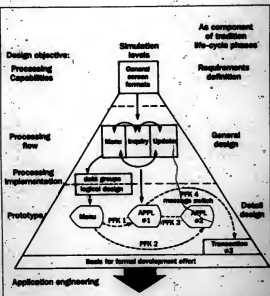 Simulation levels
As component of tradition life-cycle phases
Design objective:
Processing Capabilities
General screen formats
Requirements definition
Processing flow
Menu
Inquiry
Update
General design
Processing implementation
data groups
logical design
PFK 4
message switch
Prototype
Menu
PFK 1
APPL #1
PFK 3
APPL #2
Detail design
PFK 2
Transaction #3
Basis for formal development effort
Application engineering